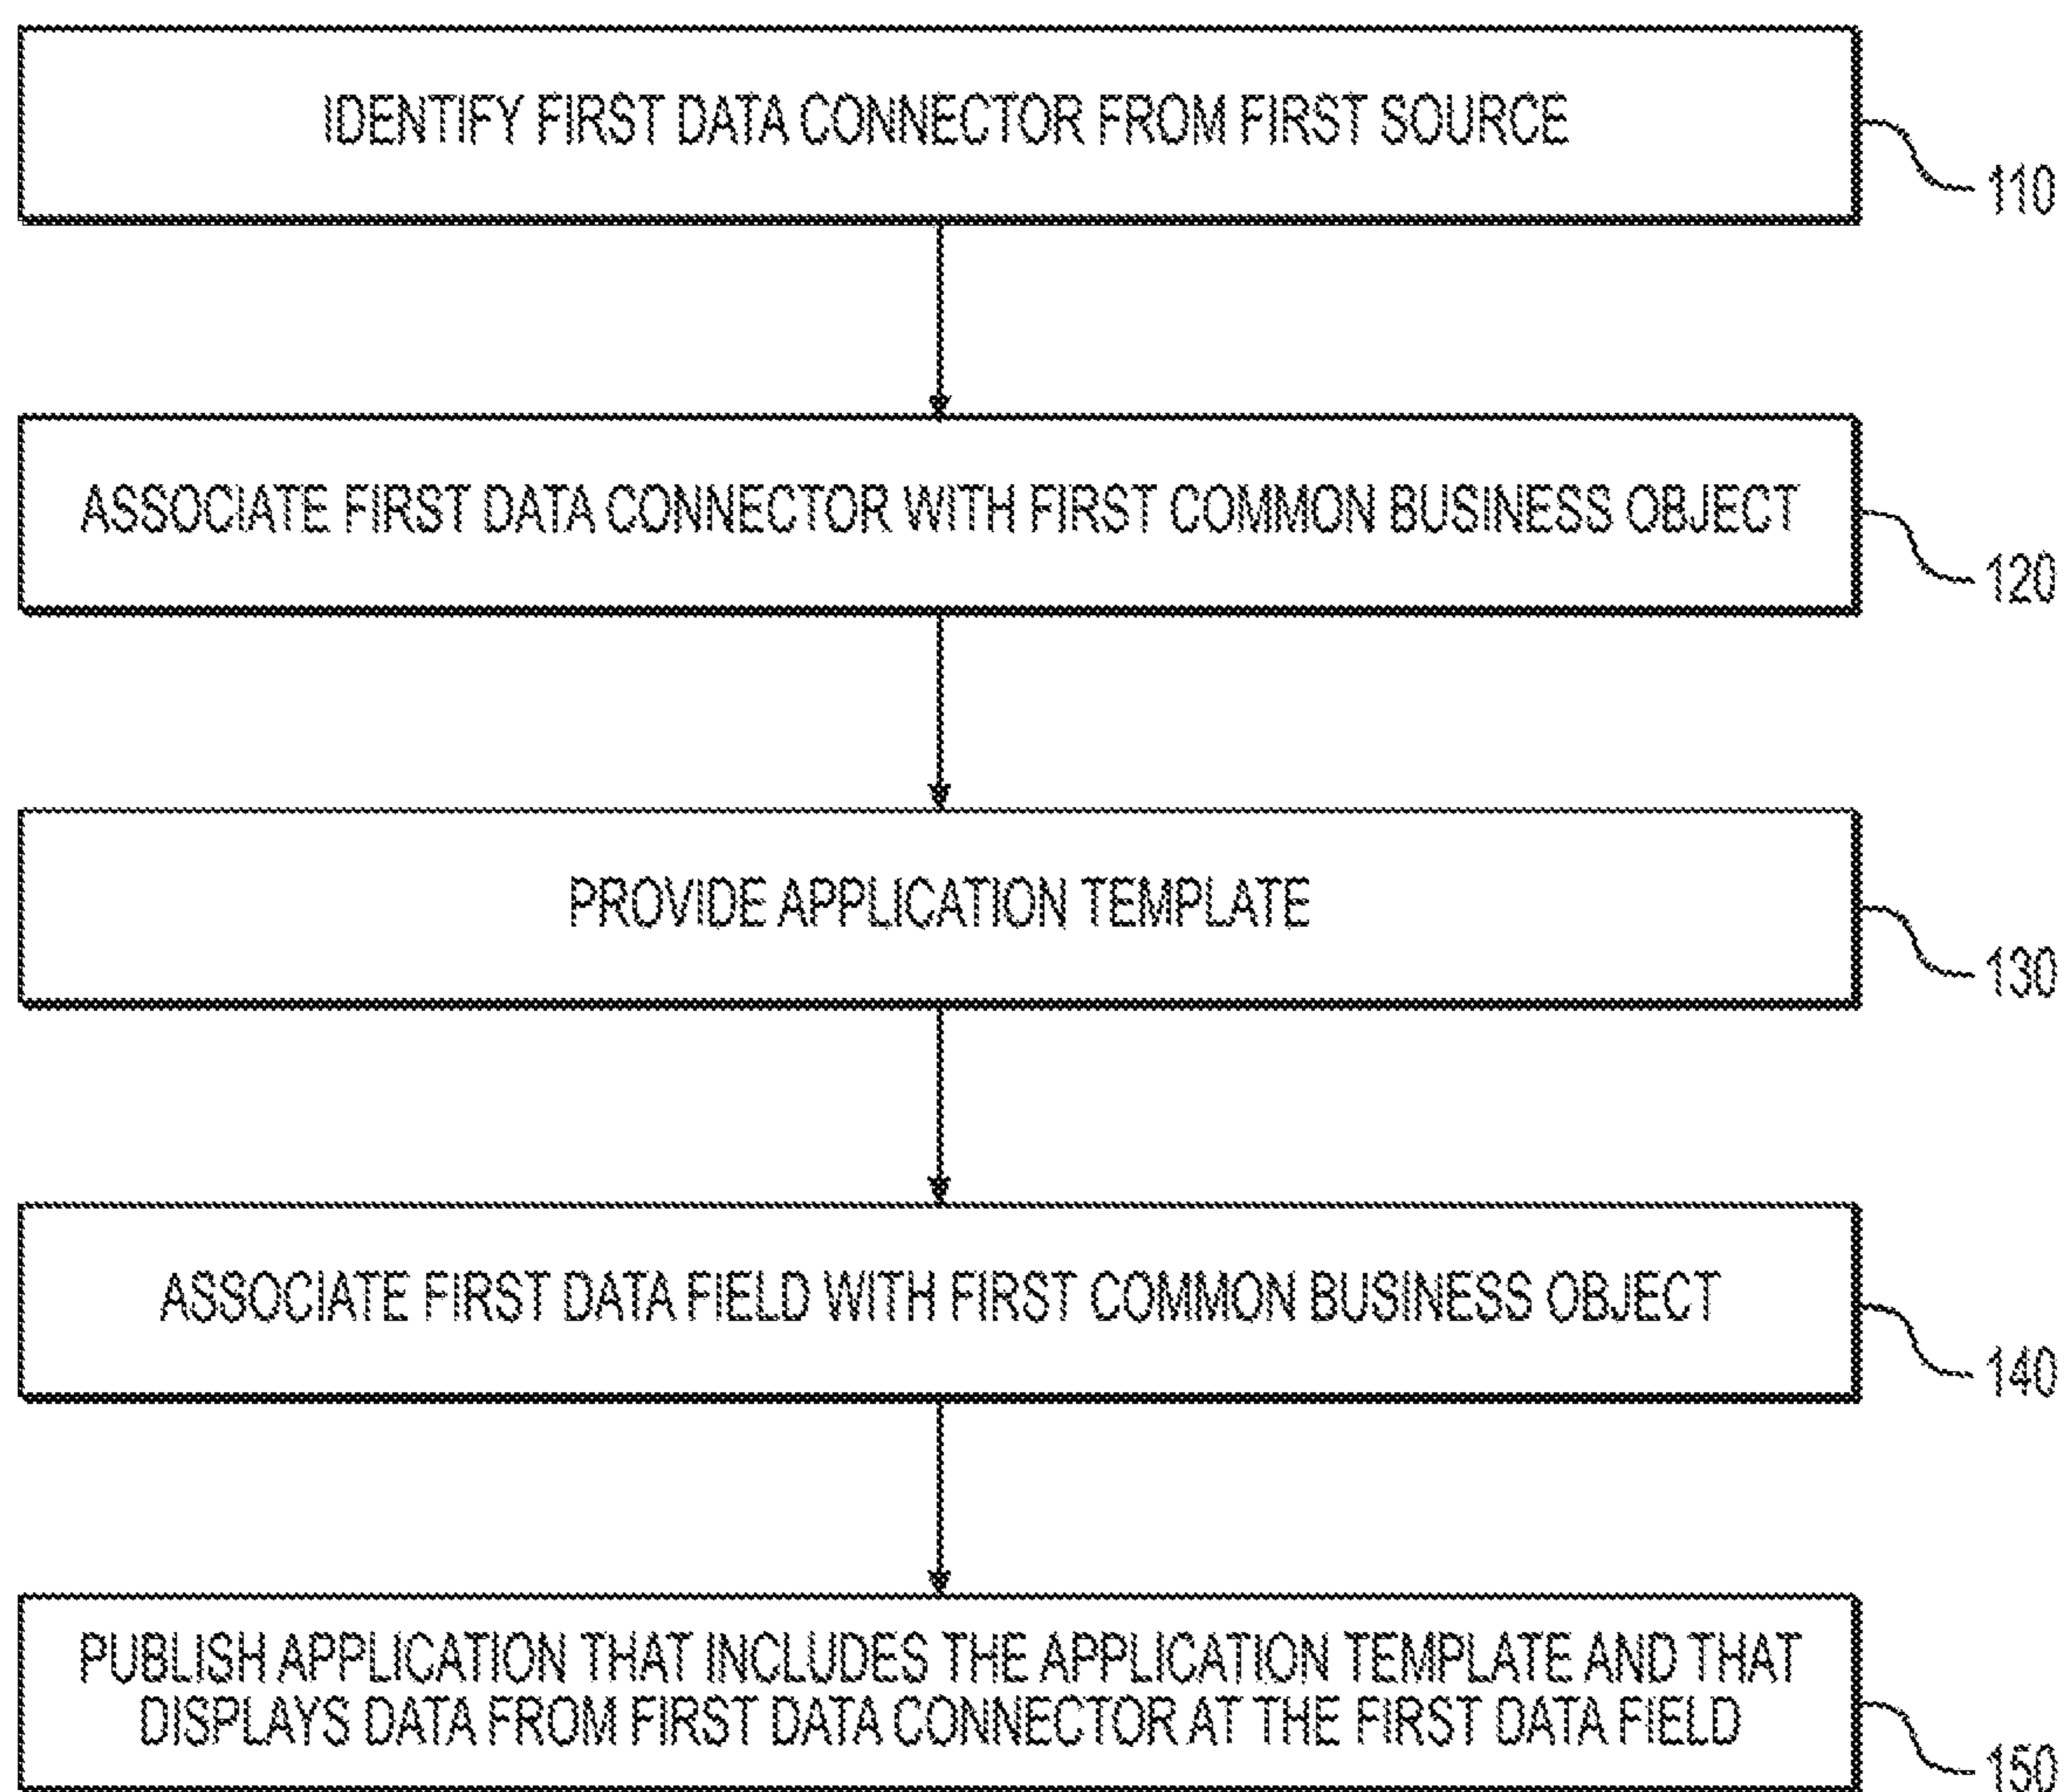 IDENTIFY FIRST DATA CONNECTOR FROM FIRST SOURCE
110
ASSOCIATE FIRST DATA CONNECTOR WITH FIRST COMMON BUSINESS OBJECT
120
PROVIDE APPLICATION TEMPLATE
130
ASSOCIATE FIRST DATA FIELD WITH FIRST COMMON BUSINESS OBJECT
140
PUBLISH APPLICATION THAT INCLUDES THE APPLICATION TEMPLATE AND THAT
DISPLAYS DATA FROM FIRST DATA CONNECTOR AT THE FIRST DATA FIELD
150